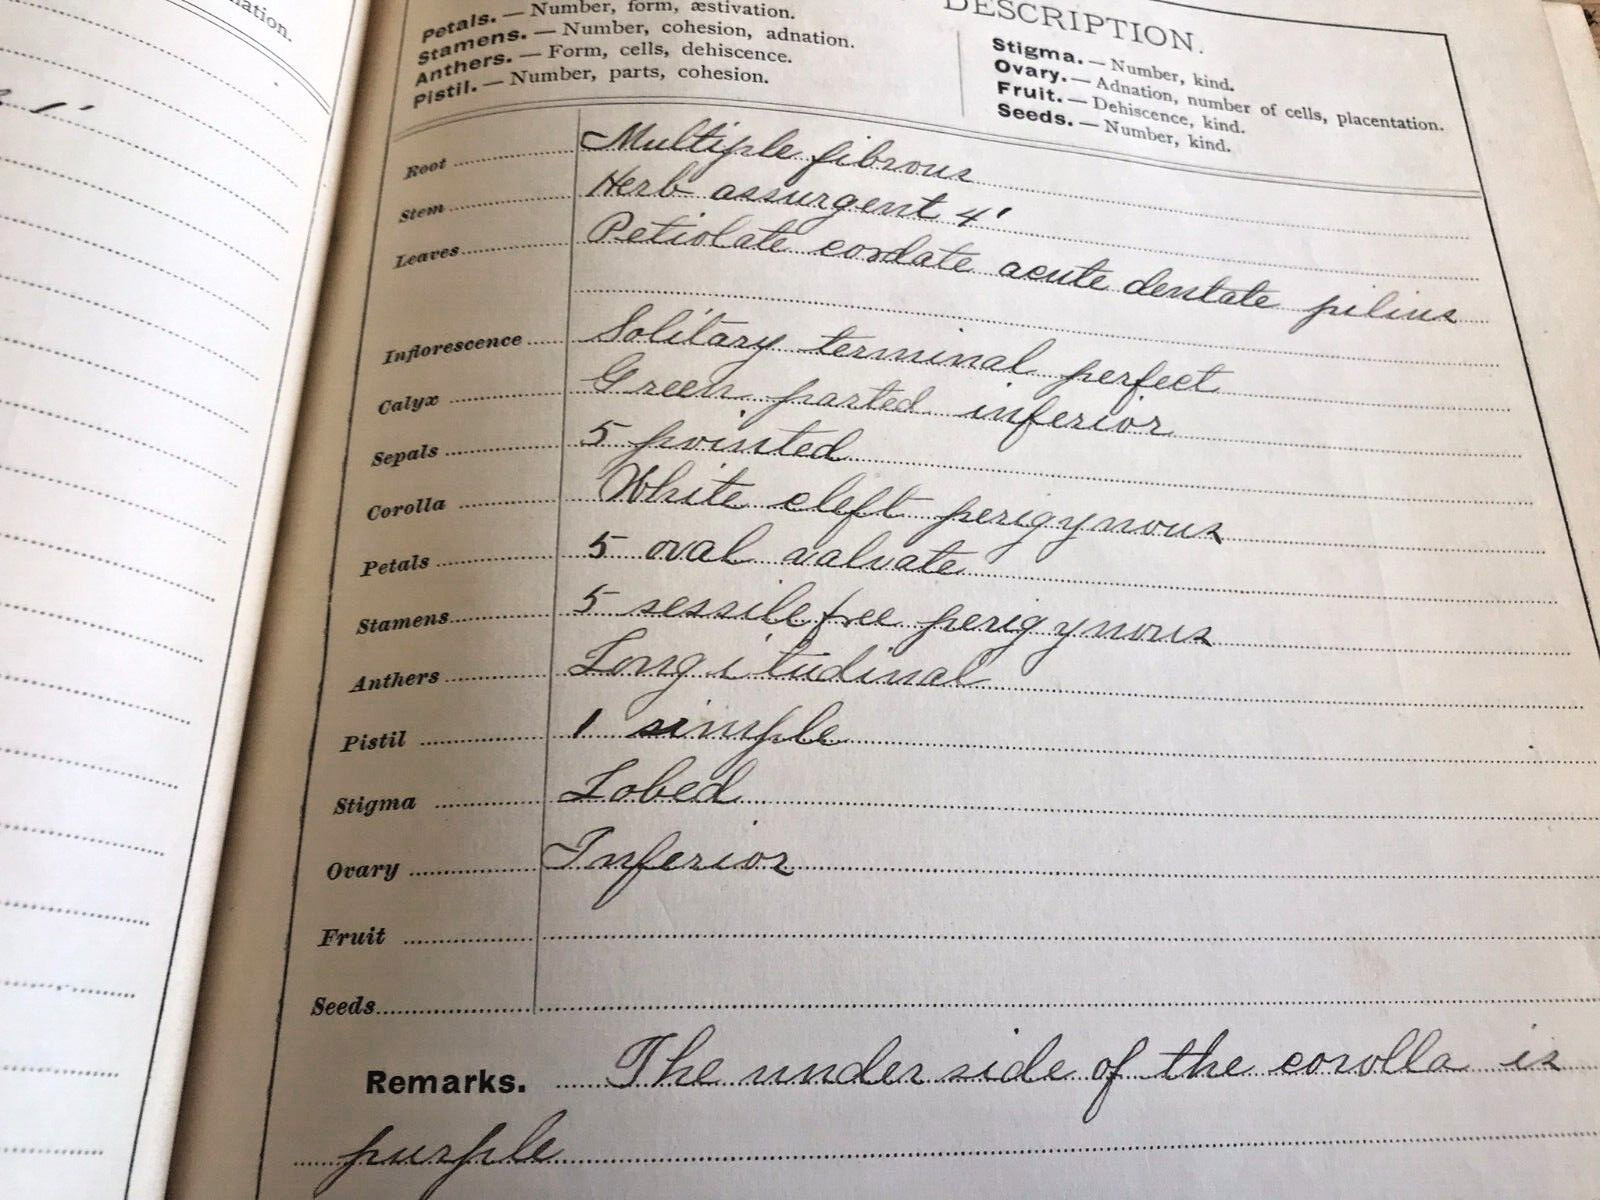 nation.
1'
DESCRIPTION.
Petals. — Number, form, æstivation.
Stamens. — Number, cohesion, adnation.
Anthers. — Form, cells, dehiscence.
Pistil. — Number, parts, cohesion.
Stigma. — Number, kind.
Ovary. — Adnation, number of cells, placentation.
Fruit. — Dehiscence, kind.
Seeds. — Number, kind.
Root Multiple fibrous
Stem Herb assurgent 4'
Leaves Petiolate cordate acute dentate pilius
Inflorescence Solitary terminal perfect
Calyx Green parted inferior
Sepals 5 pointed
Corolla White cleft perigynous
Petals 5 oval valvate
Stamens 5 sessile free perigynous
Anthers Longitudinal
Pistil 1 simple
Stigma Lobed
Ovary Inferior
Fruit
Seeds
Remarks. The under side of the corolla is
purple